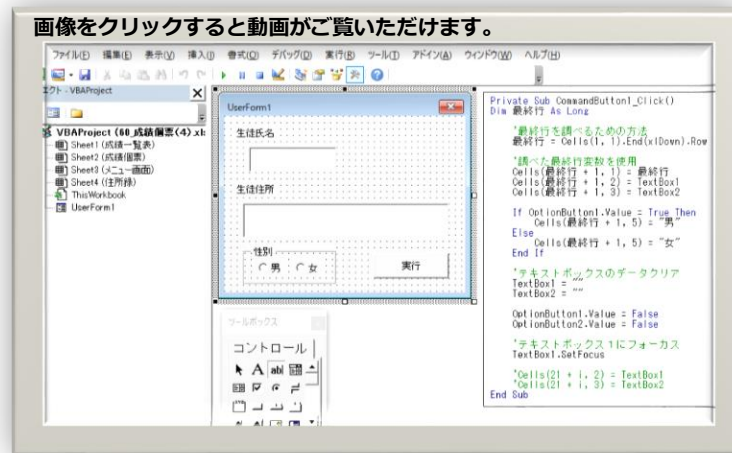 画像をクリックすると動画がご覧いただけます。
ファイル(F) 編集(E) 表示(V) 挿入(I) 書式(O) デバッグ(D) 実行(R) ツール(T) アドイン(A) ウィンドウ(W) ヘルプ(H)
エクト - VBAProject
VBAProject (60_成績個票(4).xl
Sheet1 (成績一覧表)
Sheet2 (成績個票)
Sheet3 (メニュー画面)
Sheet4 (住所録)
ThisWorkbook
UserForm1
UserForm1
生徒氏名
生徒住所
性別
男 女
実行
ツールボックス
コントロール
A abl
Private Sub CommandButton1_Click()
Dim 最終行 As Long
'最終行を調べるための方法
最終行 = Cells(1, 1).End(xlDown).Row
'調べた最終行変数を使用
Cells(最終行 + 1, 1) = 最終行
Cells(最終行 + 1, 2) = TextBox1
Cells(最終行 + 1, 3) = TextBox2
If OptionButton1.Value = True Then
Cells(最終行 + 1, 5) = "男"
Else
Cells(最終行 + 1, 5) = "女"
End If
'テキストボックスのデータクリア
TextBox1 = ""
TextBox2 = ""
OptionButton1.Value = False
OptionButton2.Value = False
'テキストボックス1にフォーカス
TextBox1.SetFocus
'Cells(21 + i, 2) = TextBox1
'Cells(21 + i, 3) = TextBox2
End Sub